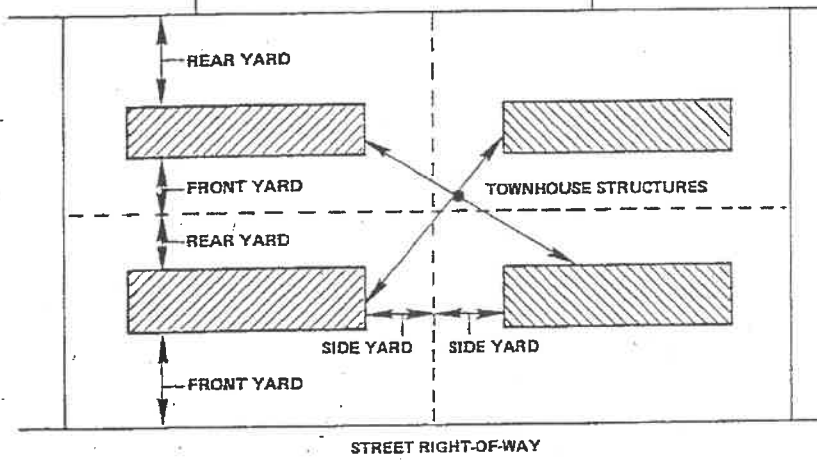 REAR YARD
FRONT YARD
TOWNHOUSE STRUCTURES
REAR YARD
SIDE YARD
SIDE YARD
FRONT YARD
STREET RIGHT-OF-WAY